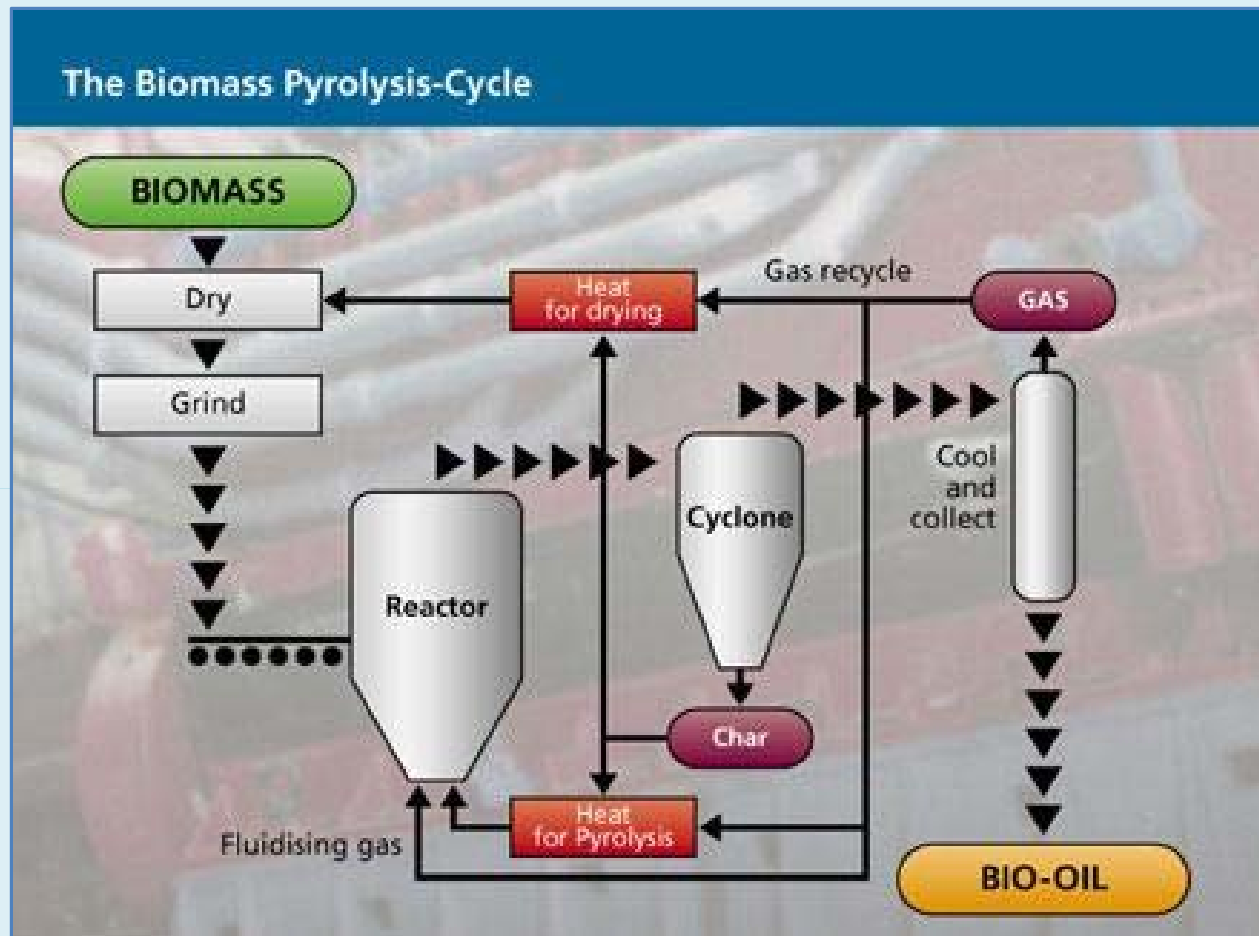 The Biomass Pyrolysis-Cycle
BIOMASS
Dry
Heat
for drying
Gas recycle
GAS
Grind
Cool
and
collect
Cyclone
Reactor
Char
Heat
for Pyrolysis
Fluidising gas
BIO-OIL